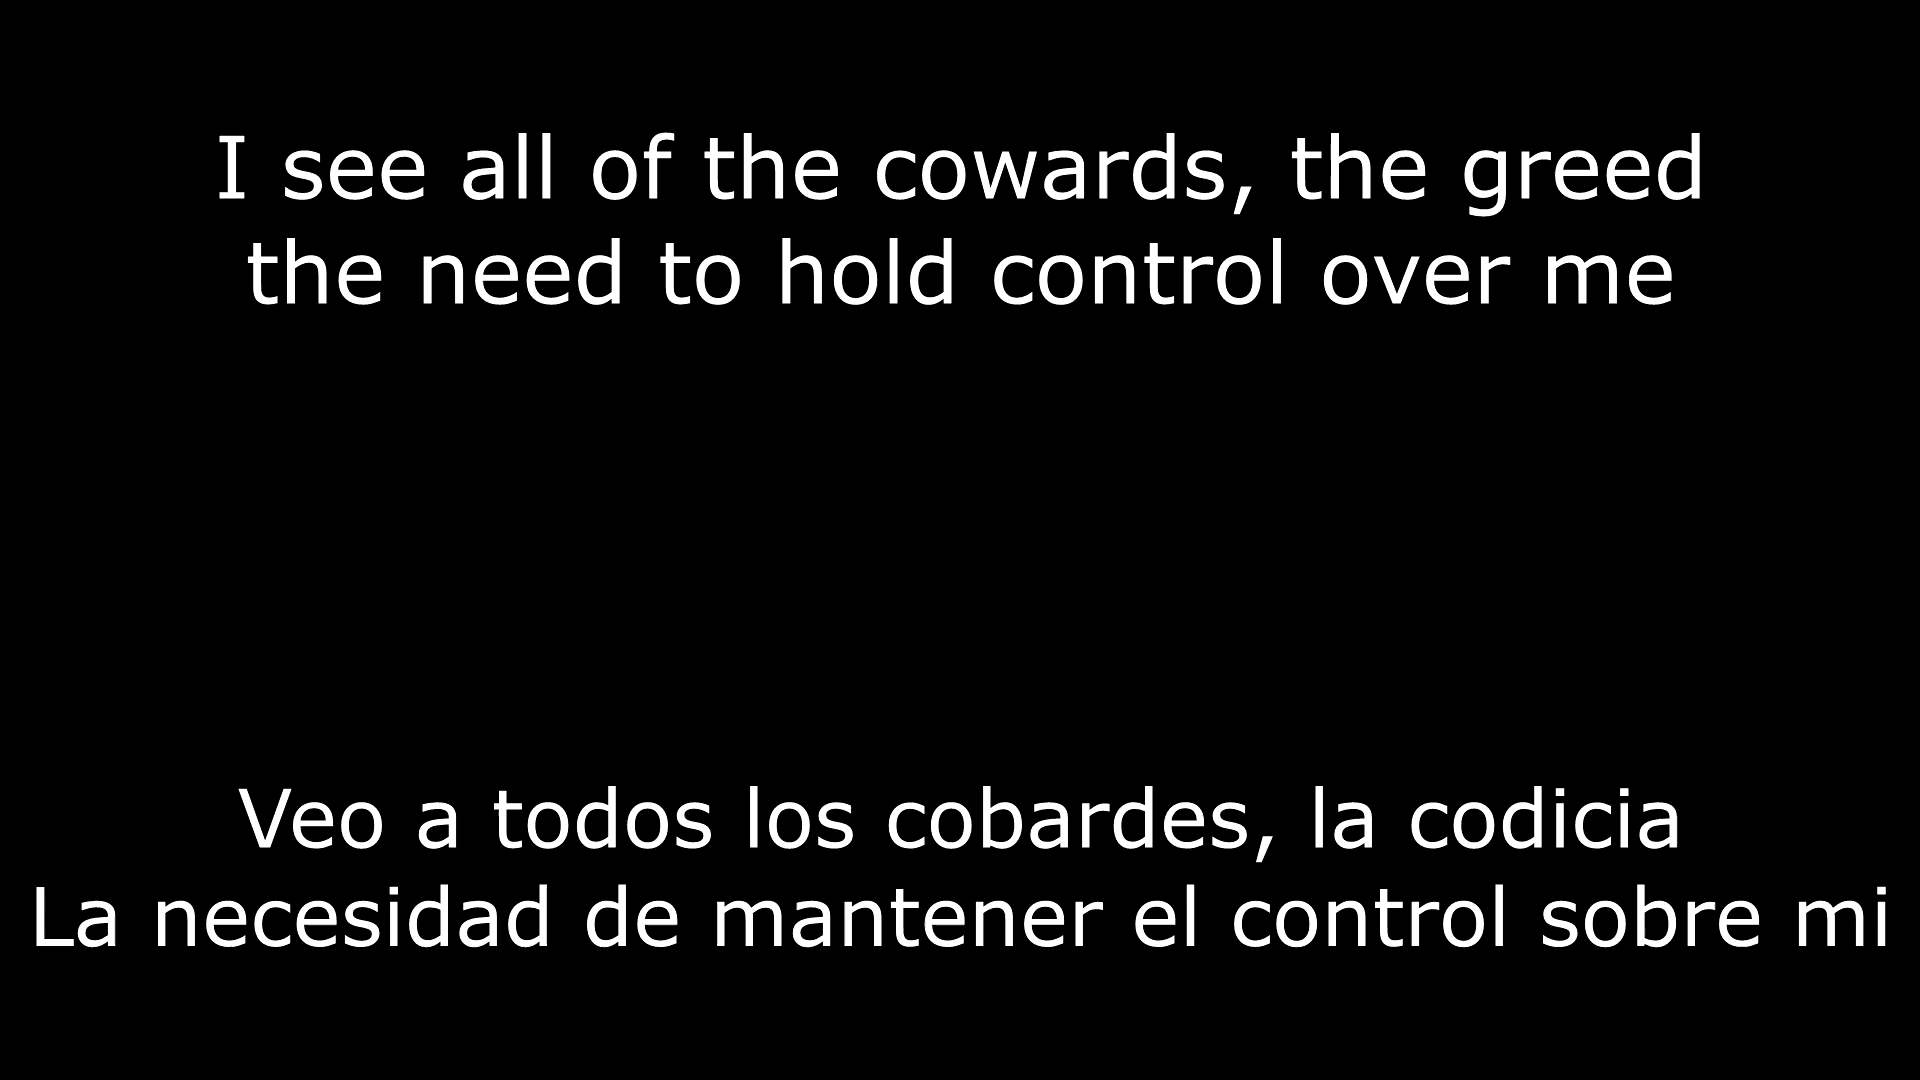 I see all of the cowards, the greed
the need to hold control over me
Veo a todos los cobardes, la codicia
La necesidad de mantener el control sobre mi